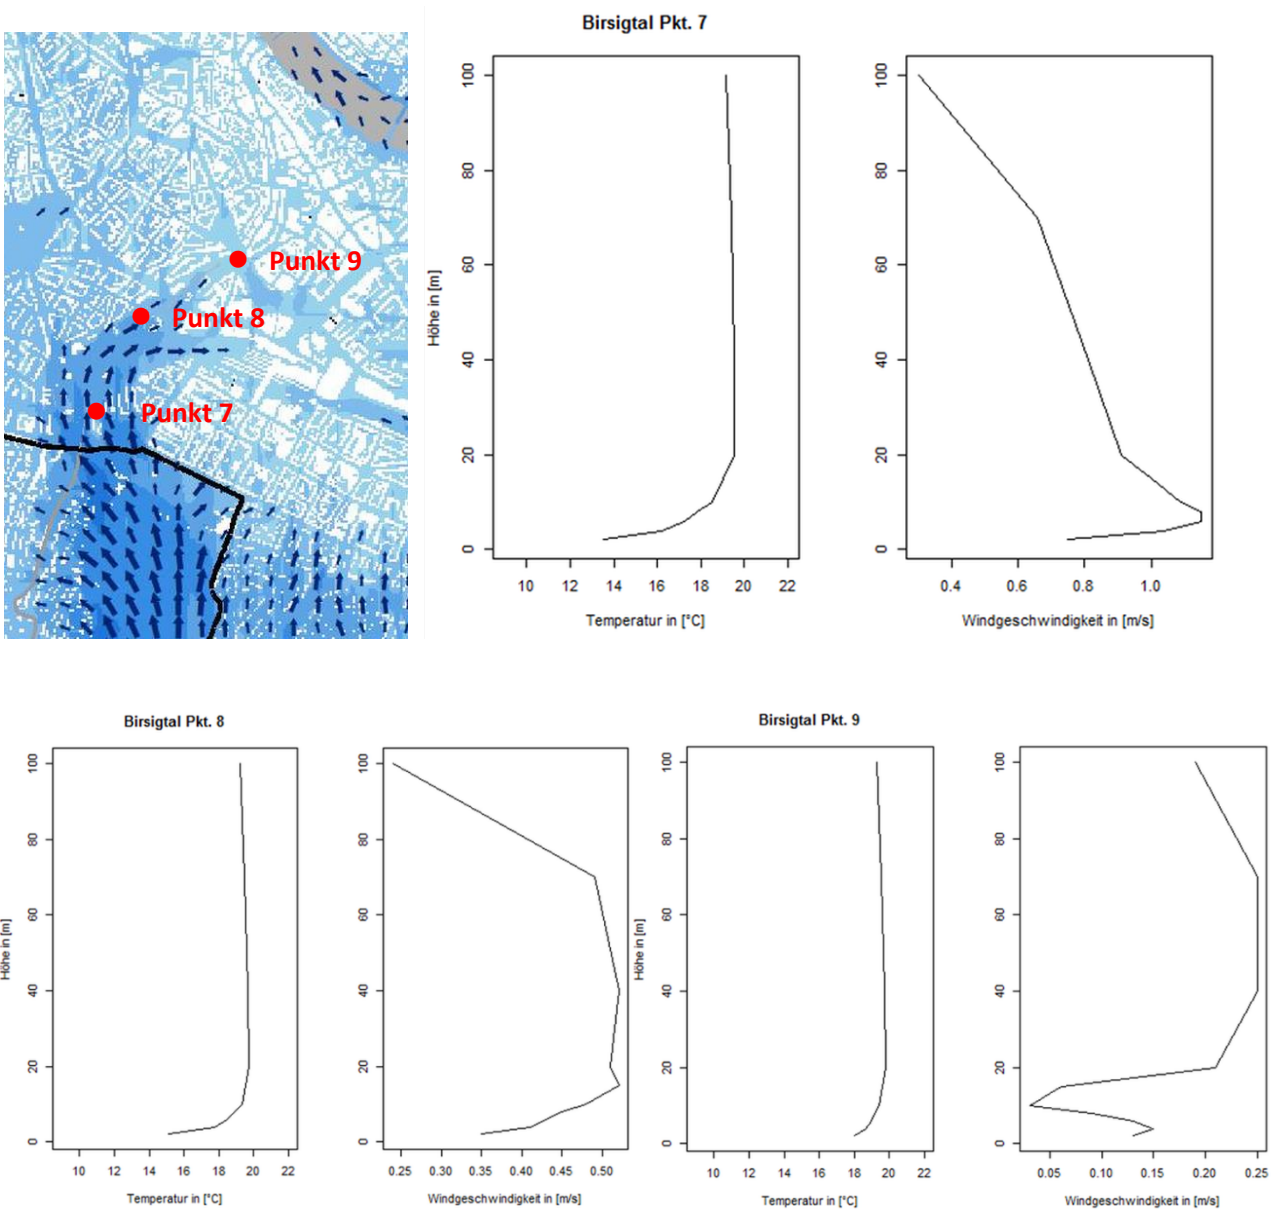 Birsigtal Pkt. 7
Punkt 9
Punkt 8
Punkt 7
Höhe in [m]
0 20 40 60 80 100
10 12 14 16 18 20 22
Temperatur in [°C]
0 20 40 60 80 100
0.4 0.6 0.8 1.0
Windgeschwindigkeit in [m/s]
Birsigtal Pkt. 8
Höhe in [m]
0 20 40 60 80 100
10 12 14 16 18 20 22
Temperatur in [°C]
0 20 40 60 80 100
0.25 0.30 0.35 0.40 0.45 0.50
Windgeschwindigkeit in [m/s]
Birsigtal Pkt. 9
Höhe in [m]
0 20 40 60 80 100
10 12 14 16 18 20 22
Temperatur in [°C]
0 20 40 60 80 100
0.05 0.10 0.15 0.20 0.25
Windgeschwindigkeit in [m/s]